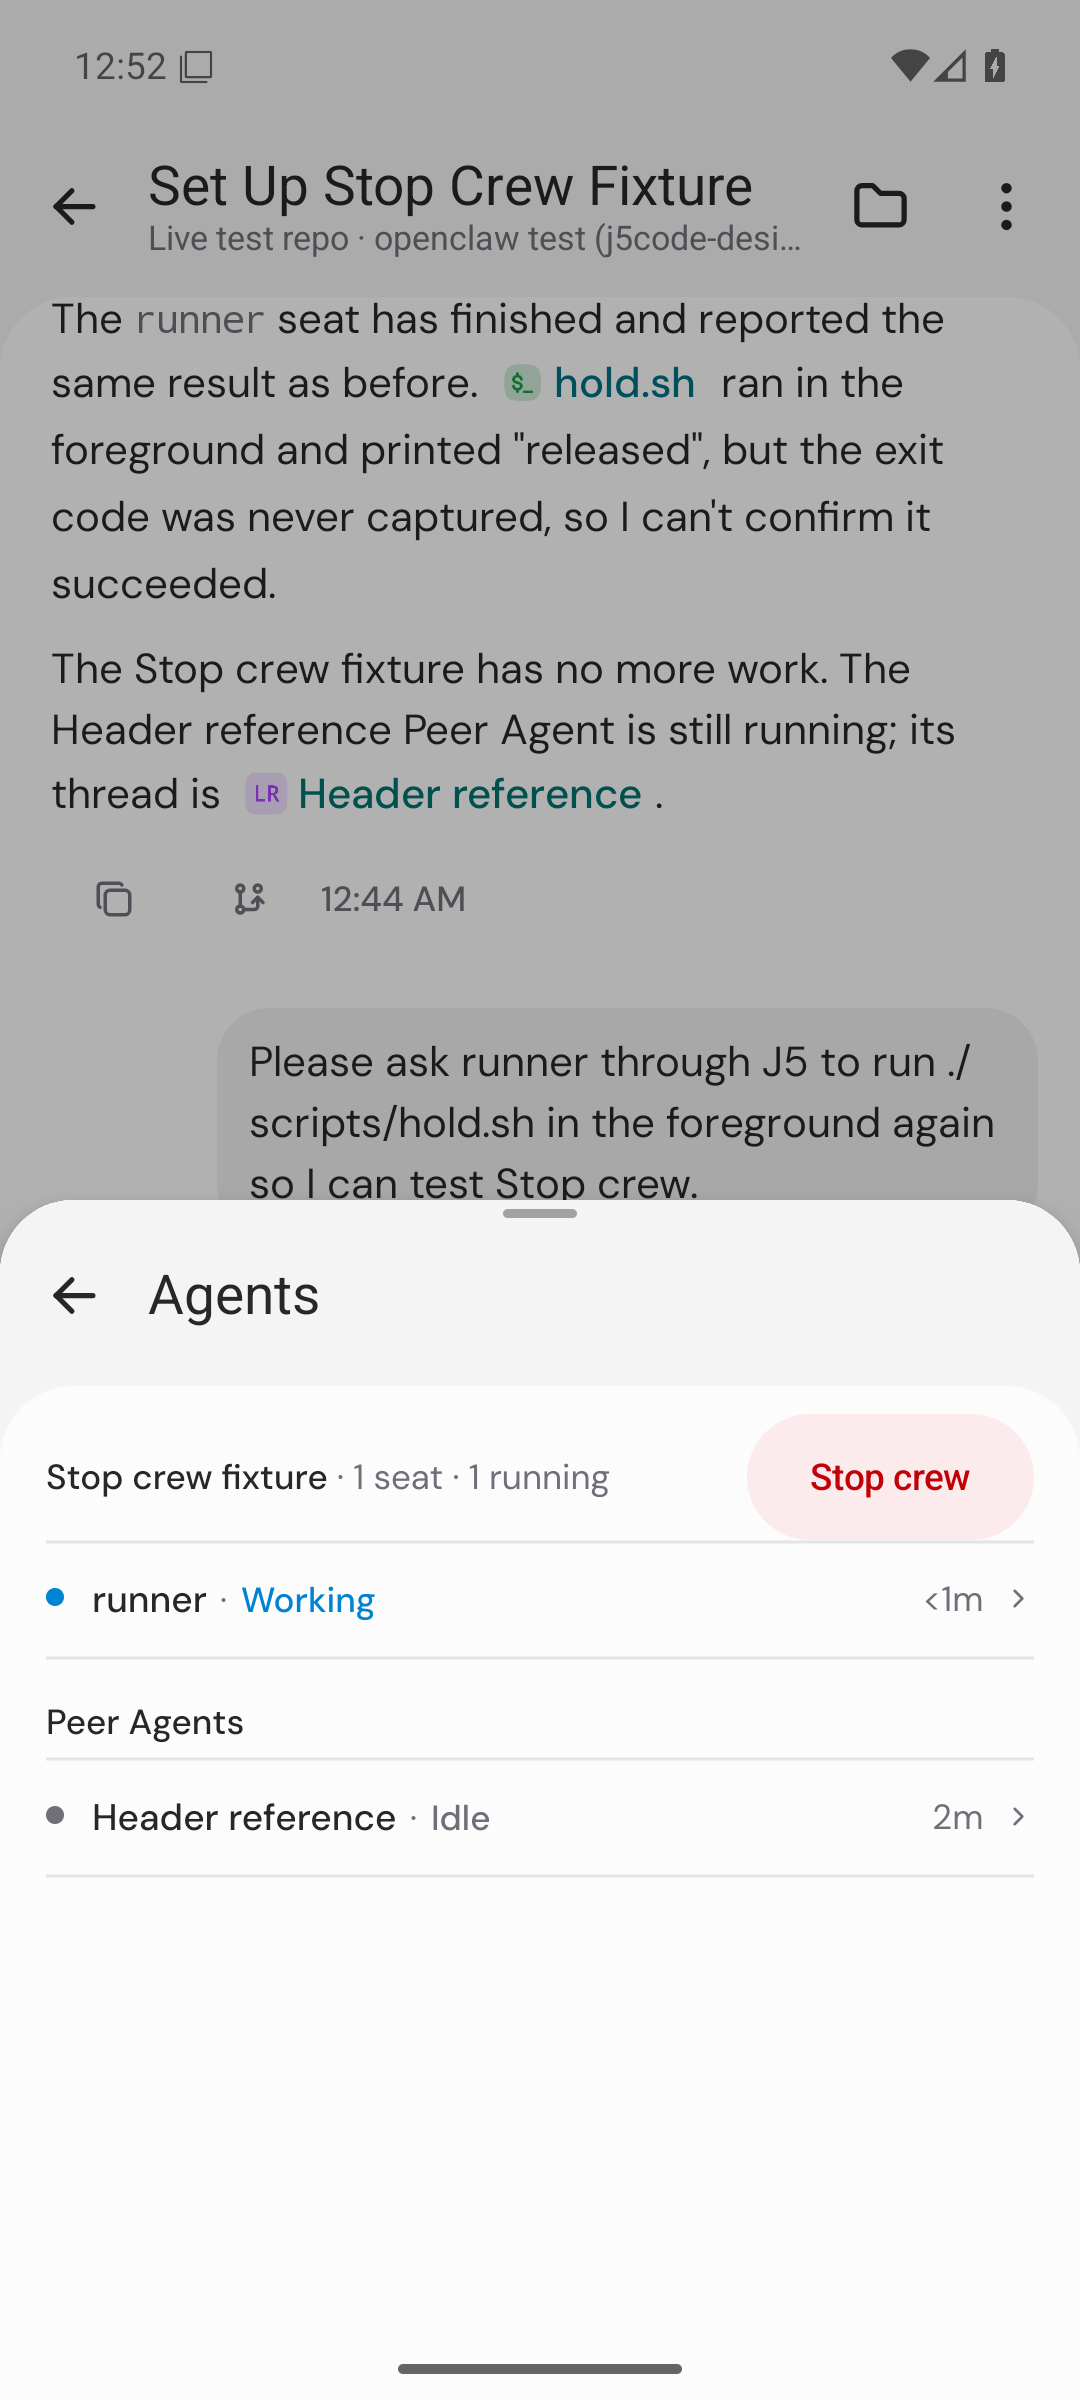 12:52
Set Up Stop Crew Fixture
Live test repo · openclaw test (j5code-desi...
The runner seat has finished and reported the
same result as before. $_ hold.sh ran in the
foreground and printed "released", but the exit
code was never captured, so I can't confirm it
succeeded.
The Stop crew fixture has no more work. The
Header reference Peer Agent is still running; its
thread is LR Header reference .
12:44 AM
Please ask runner through J5 to run ./
scripts/hold.sh in the foreground again
so I can test Stop crew.
Agents
Stop crew fixture · 1 seat · 1 running
Stop crew
runner · Working
<1m
Peer Agents
Header reference · Idle
2m